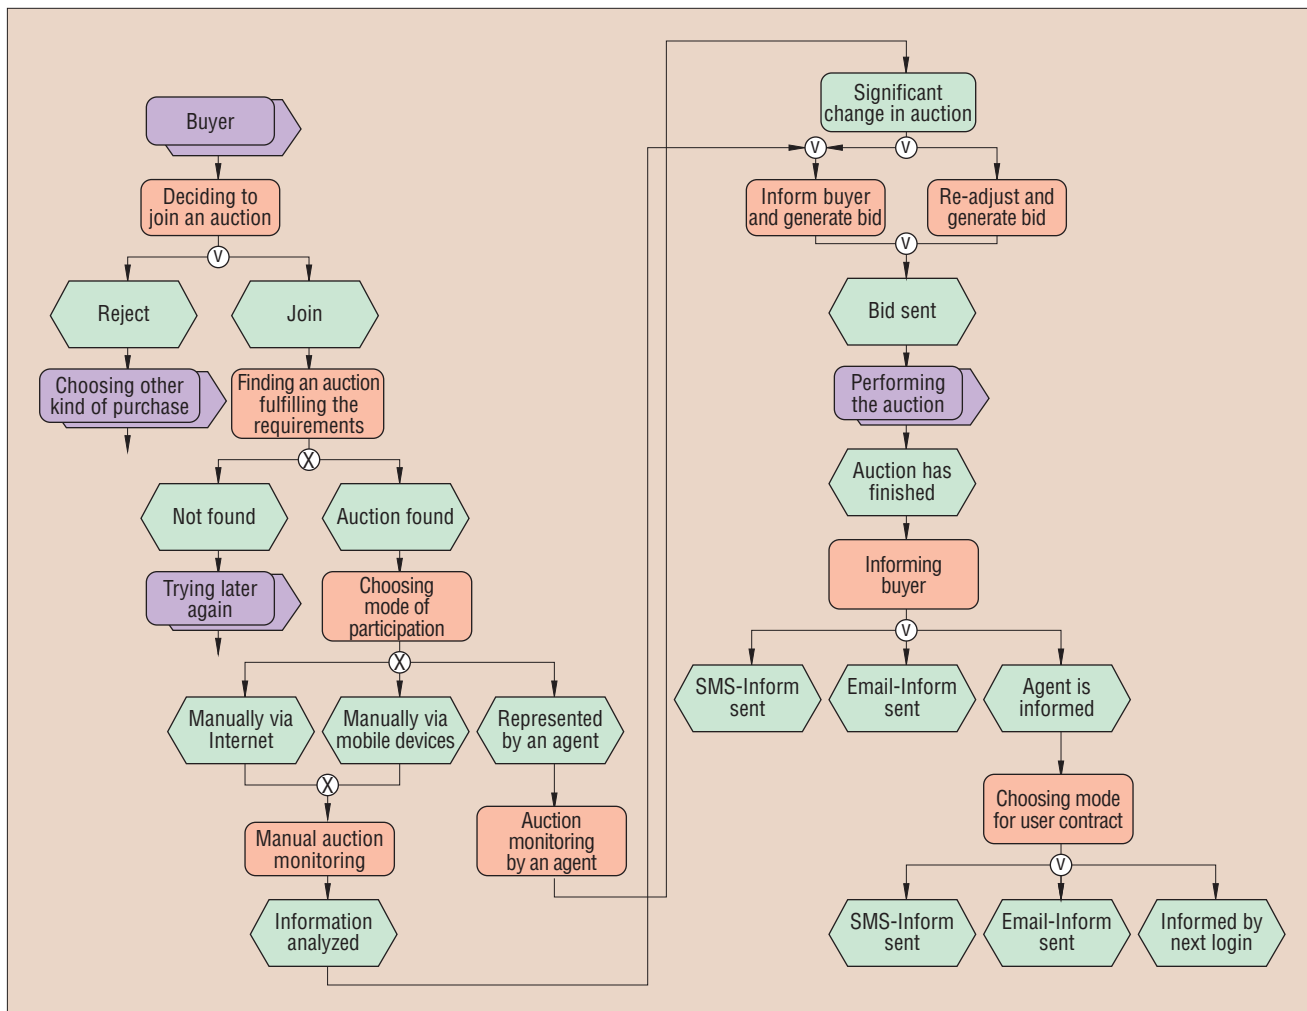 Buyer
Deciding to
join an auction
V
Reject
Join
Choosing other
kind of purchase
Finding an auction
fulfilling the
requirements
X
Not found
Auction found
Trying later
again
Choosing
mode of
participation
X
Manually via
Internet
Manually via
mobile devices
Represented
by an agent
X
Manual auction
monitoring
Auction
monitoring
by an agent
Information
analyzed
Significant
change in auction
V
V
Inform buyer
and generate bid
Re-adjust and
generate bid
V
Bid sent
Performing
the auction
Auction has
finished
Informing
buyer
V
SMS-Inform
sent
Email-Inform
sent
Agent is
informed
Choosing mode
for user contract
V
SMS-Inform
sent
Email-Inform
sent
Informed by
next login